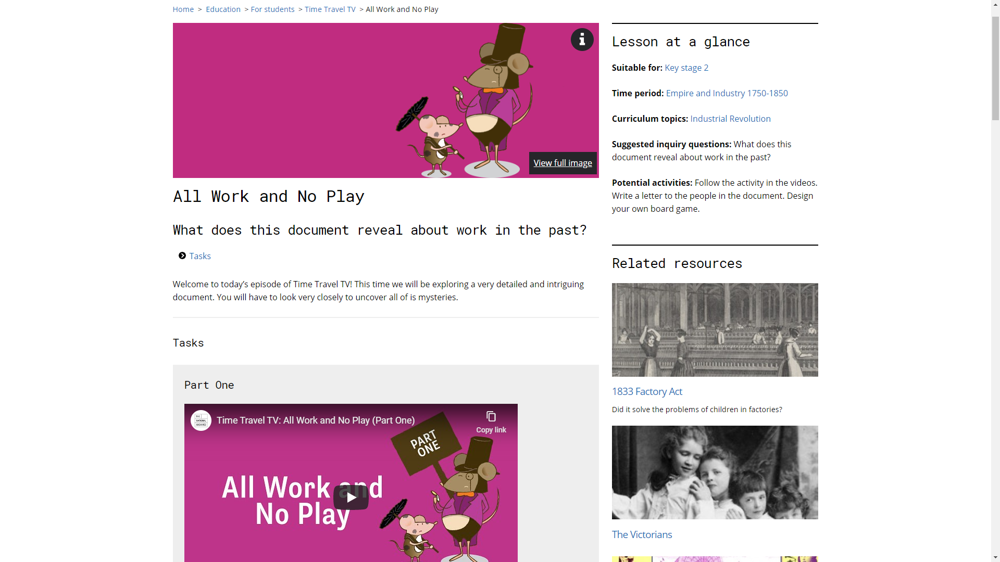 Home > Education > For students > Time Travel TV > All Work and No Play
View full image
All Work and No Play
What does this document reveal about work in the past?
Tasks
Welcome to today’s episode of Time Travel TV! This time we will be exploring a very detailed and intriguing
document. You will have to look very closely to uncover all of is mysteries.
Tasks
Part One
THE
NATIONAL
ARCHIVES
Time Travel TV: All Work and No Play (Part One)
Copy link
PART
ONE
All Work and
No Play
Lesson at a glance
Suitable for: Key stage 2
Time period: Empire and Industry 1750-1850
Curriculum topics: Industrial Revolution
Suggested inquiry questions: What does this
document reveal about work in the past?
Potential activities: Follow the activity in the videos.
Write a letter to the people in the document. Design
your own board game.
Related resources
1833 Factory Act
Did it solve the problems of children in factories?
The Victorians